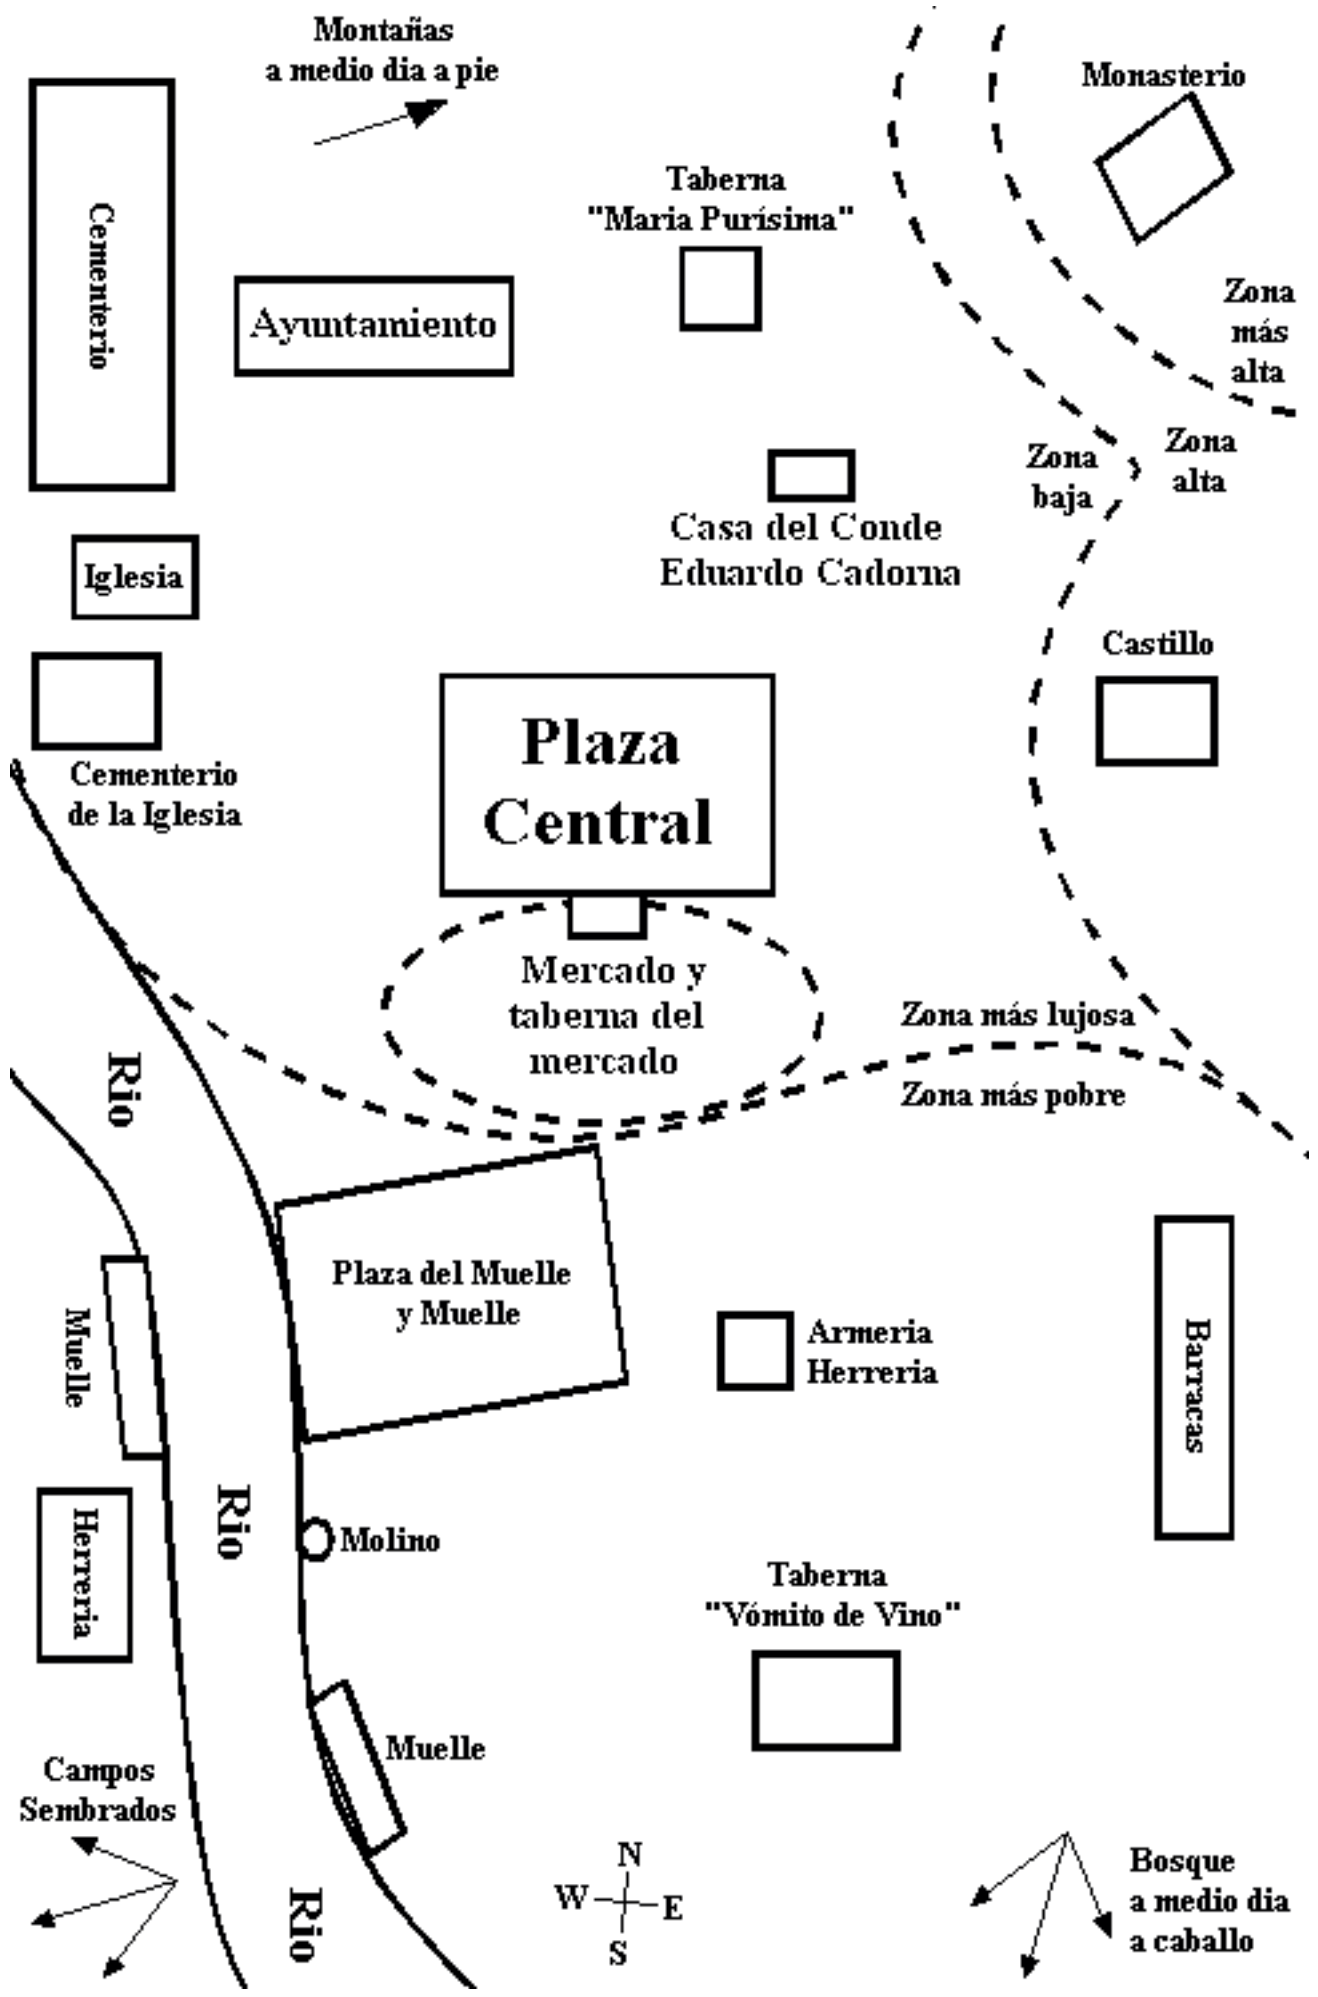 Montañas
a medio dia a pie
Monasterio
Taberna
"Maria Purísima"
Cementerio
Ayuntamiento
Zona
más
alta
Zona
alta
Zona
baja
Casa del Conde
Eduardo Cadorna
Iglesia
Castillo
Cementerio
de la Iglesia
Plaza
Central
Mercado y
taberna del
mercado
Zona más lujosa
Zona más pobre
Rio
Plaza del Muelle
y Muelle
Muelle
Armeria
Herreria
Barracas
Rio
Herreria
Molino
Taberna
"Vómito de Vino"
Muelle
Campos
Sembrados
Rio
N
W
E
S
Bosque
a medio dia
a caballo